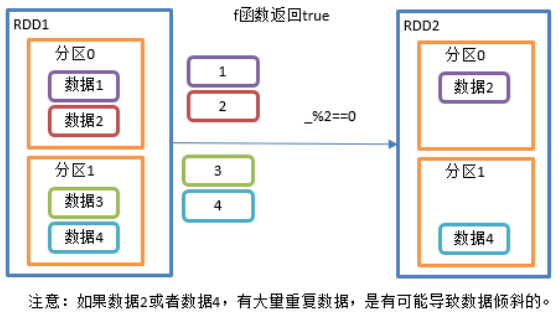 f函数返回true
RDD1
分区0
数据1
数据2
分区1
数据3
数据4
1
2
_%2==0
3
4
RDD2
分区0
数据2
分区1
数据4
注意：如果数据2或者数据4，有大量重复数据，是有可能导致数据倾斜的。